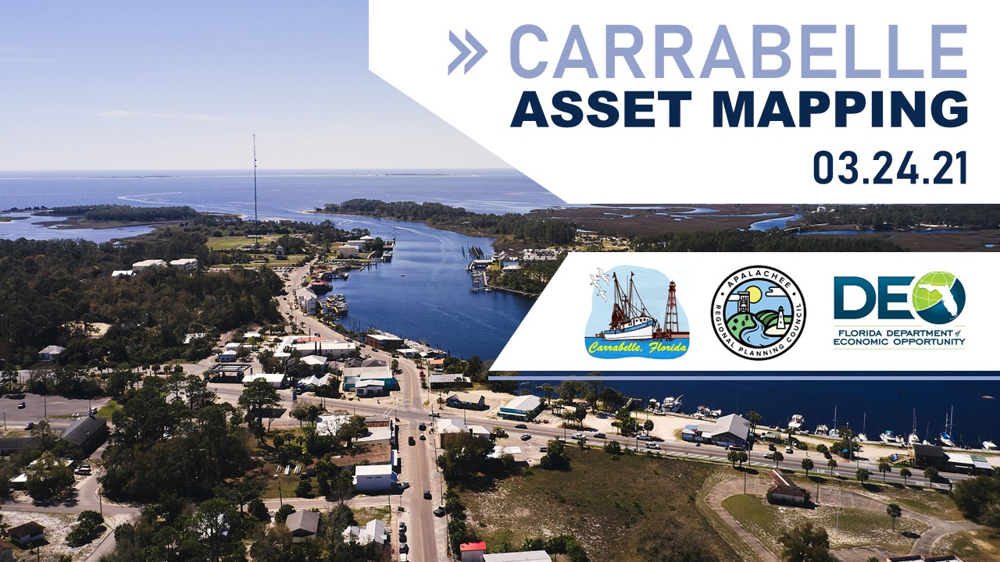 CARRABELLE
ASSET MAPPING
03.24.21
Carrabelle, Florida
APALACHEE
REGIONAL PLANNING COUNCIL
DEO
FLORIDA DEPARTMENT of
ECONOMIC OPPORTUNITY